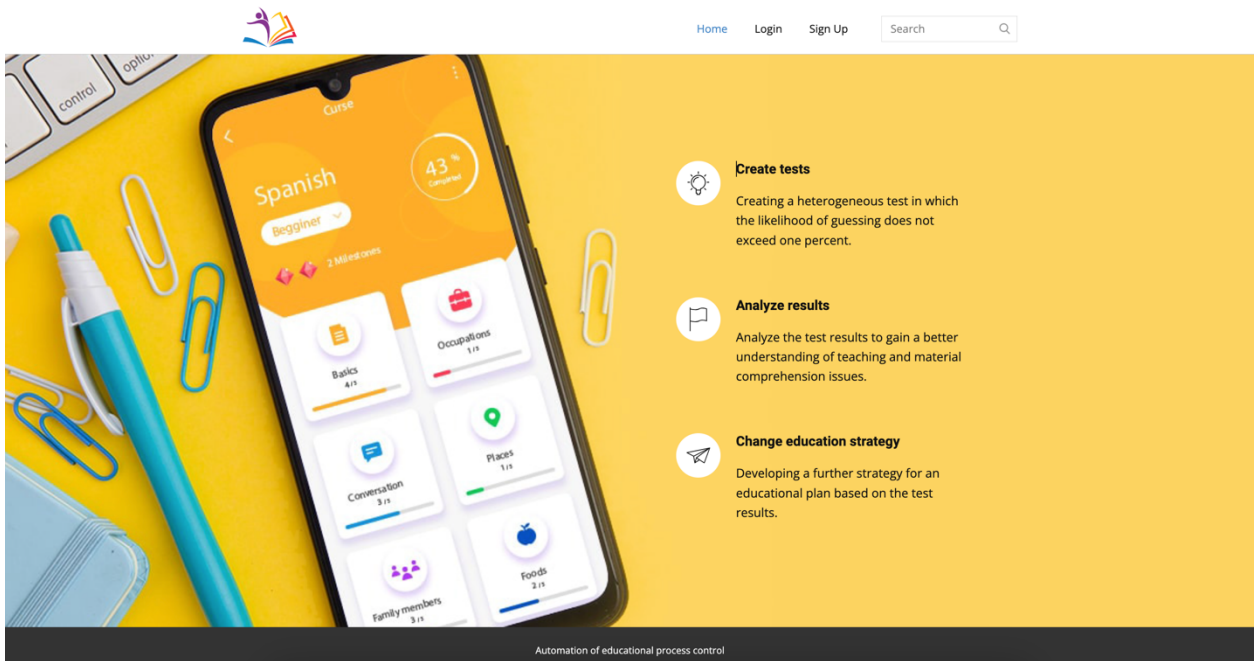 Home Login Sign Up Search
control
option
Curse
Spanish
43 %
Completed
Begginer
2 Milestones
Basics
4/5
Occupations
1/5
Conversation
3/5
Places
1/5
Family members
3/5
Foods
2/5
Create tests
Creating a heterogeneous test in which
the likelihood of guessing does not
exceed one percent.
Analyze results
Analyze the test results to gain a better
understanding of teaching and material
comprehension issues.
Change education strategy
Developing a further strategy for an
educational plan based on the test
results.
Automation of educational process control